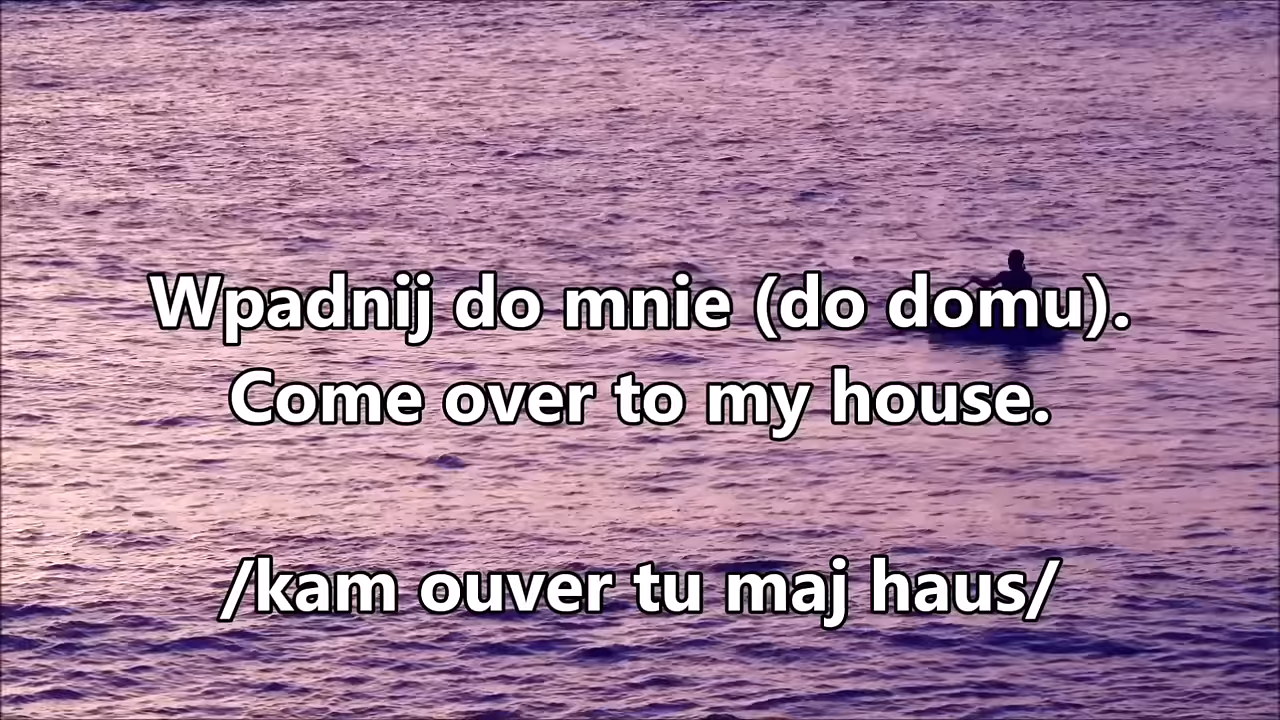 Wpadnij do mnie (do domu).
Come over to my house.
/kam ouver tu maj haus/